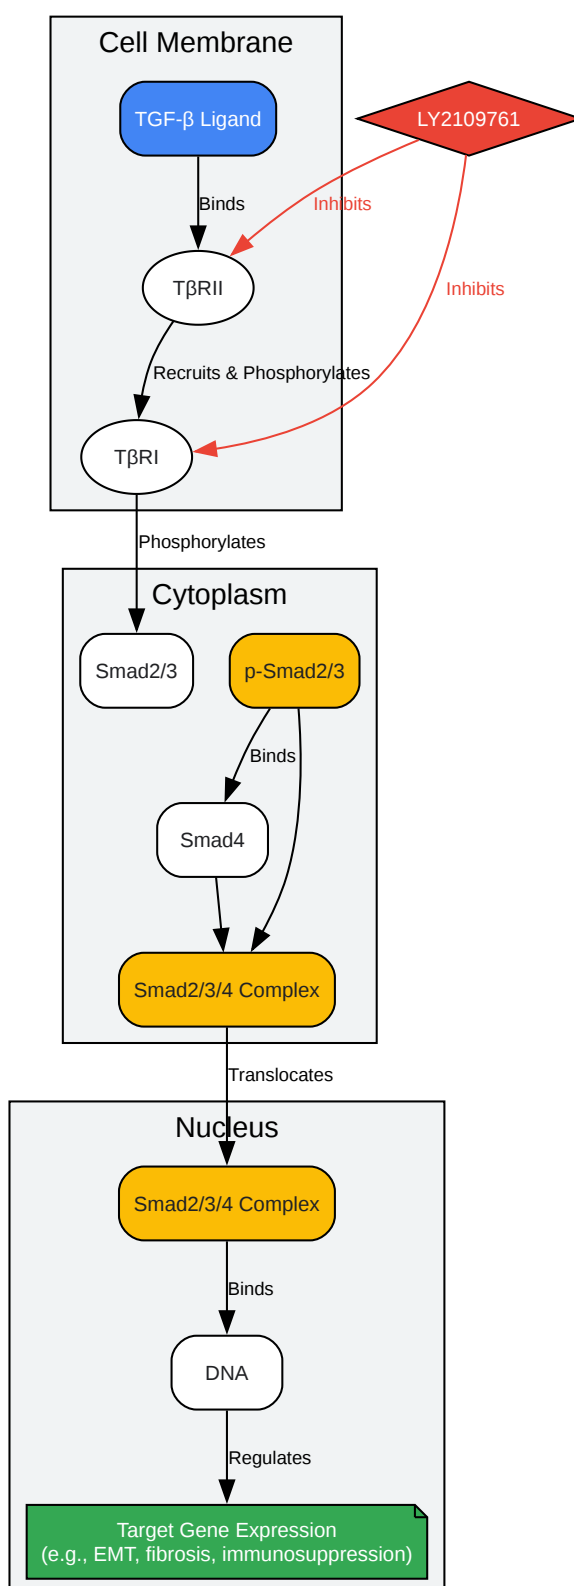 Cell Membrane
TGF-β Ligand
LY2109761
Binds
Inhibits
TβRII
Inhibits
Recruits & Phosphorylates
TβRI
Phosphorylates
Cytoplasm
Smad2/3
p-Smad2/3
Binds
Smad4
Smad2/3/4 Complex
Translocates
Nucleus
Smad2/3/4 Complex
Binds
DNA
Regulates
Target Gene Expression
(e.g., EMT, fibrosis, immunosuppression)